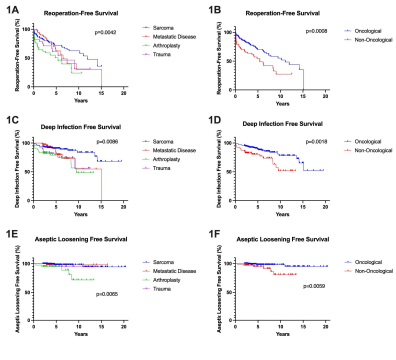 1A
Reoperation-Free Survival
Reoperation-Free Survival (%)
100
50
0
p=0.0042
Sarcoma
Metastatic Disease
Arthroplasty
Trauma
0 5 10 15 20
Years
1B
Reoperation-Free Survival
Reoperation-Free Survival (%)
100
50
0
p=0.0008
Oncological
Non-Oncological
0 5 10 15 20
Years
1C
Deep Infection Free Survival
Deep Infection Free Survival (%)
100
50
0
p=0.0086
Sarcoma
Metastatic Disease
Arthroplasty
Trauma
0 5 10 15 20
Years
1D
Deep Infection Free Survival
Deep Infection Free Survival (%)
100
50
0
p=0.0018
Oncological
Non-Oncological
0 5 10 15 20
Years
1E
Aseptic Loosening Free Survival
Aseptic Loosening Free Survival (%)
100
50
0
p=0.0065
Sarcoma
Metastatic Disease
Arthroplasty
Trauma
0 5 10 15 20
Years
1F
Aseptic Loosening Free Survival
Aseptic Loosening Free Survival (%)
100
50
0
p=0.0059
Oncological
Non-Oncological
0 5 10 15 20
Years